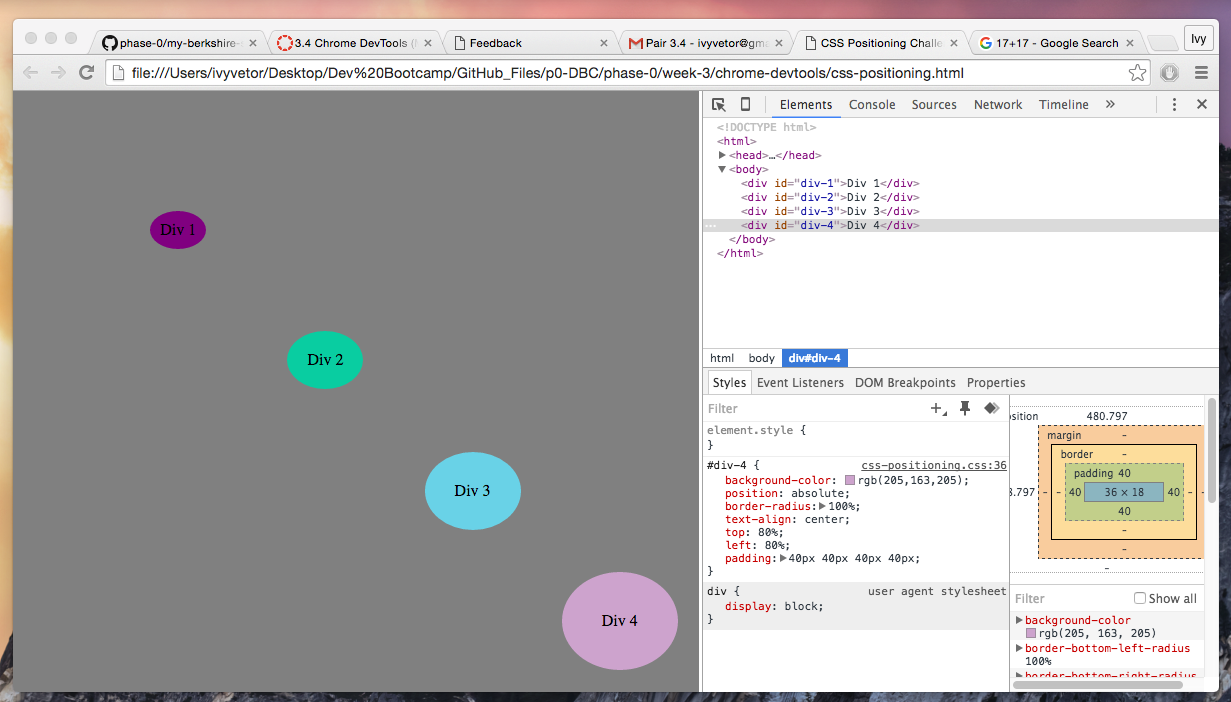 phase-0/my-berkshire-
3.4 Chrome DevTools (
Feedback
Pair 3.4 - ivyvetor@gm
CSS Positioning Challe
17+17 - Google Search
Ivy
file:///Users/ivyvetor/Desktop/Dev%20Bootcamp/GitHub_Files/p0-DBC/phase-0/week-3/chrome-devtools/css-positioning.html
Div 1
Div 2
Div 3
Div 4
Elements Console Sources Network Timeline »
<!DOCTYPE html>
<html>
<head>…</head>
<body>
<div id="div-1">Div 1</div>
<div id="div-2">Div 2</div>
<div id="div-3">Div 3</div>
<div id="div-4">Div 4</div>
</body>
</html>
html body div#div-4
Styles Event Listeners DOM Breakpoints Properties
Filter
element.style {
}
#div-4 { css-positioning.css:36
background-color: rgb(205,163,205);
position: absolute;
border-radius: 100%;
text-align: center;
top: 80%;
left: 80%;
padding: 40px 40px 40px 40px;
}
div { user agent stylesheet
display: block;
}
sition 480.797
margin -
border -
padding 40
8.797 - - 40 36 × 18 40 - -
40
-
-
-
Filter Show all
background-color
rgb(205, 163, 205)
border-bottom-left-radius
100%
border-bottom-right-radius